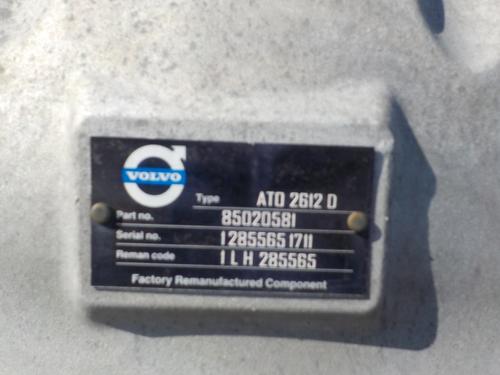 VOLVO
Type ATO 2612 D
Part no. 85020581
Serial no. 1285565 1711
Reman code 1 L H 285565
Factory Remanufactured Component